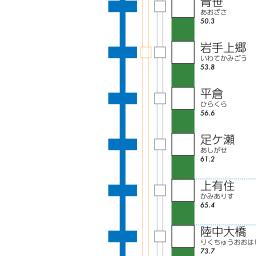 青笹
あおざさ
50.3
岩手上郷
いわてかみごう
53.8
平倉
ひらくら
56.6
足ケ瀬
あしがせ
61.2
上有住
かみありす
65.4
陸中大橋
りくちゅうおおは
73.7